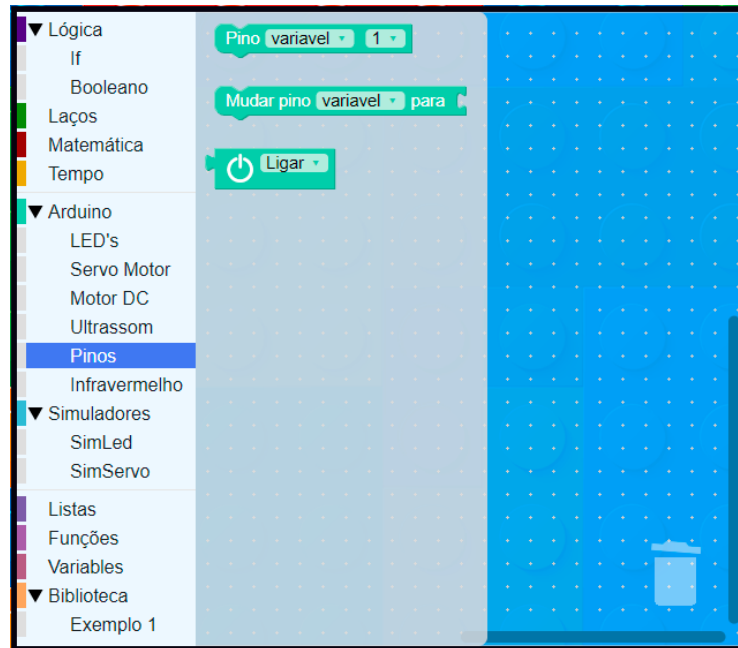 ▼ Lógica
If
Booleano
Laços
Matemática
Tempo
▼ Arduino
LED's
Servo Motor
Motor DC
Ultrassom
Pinos
Infravermelho
▼ Simuladores
SimLed
SimServo
Listas
Funções
Variables
▼ Biblioteca
Exemplo 1
Pino variavel 1
Mudar pino variavel para
Ligar